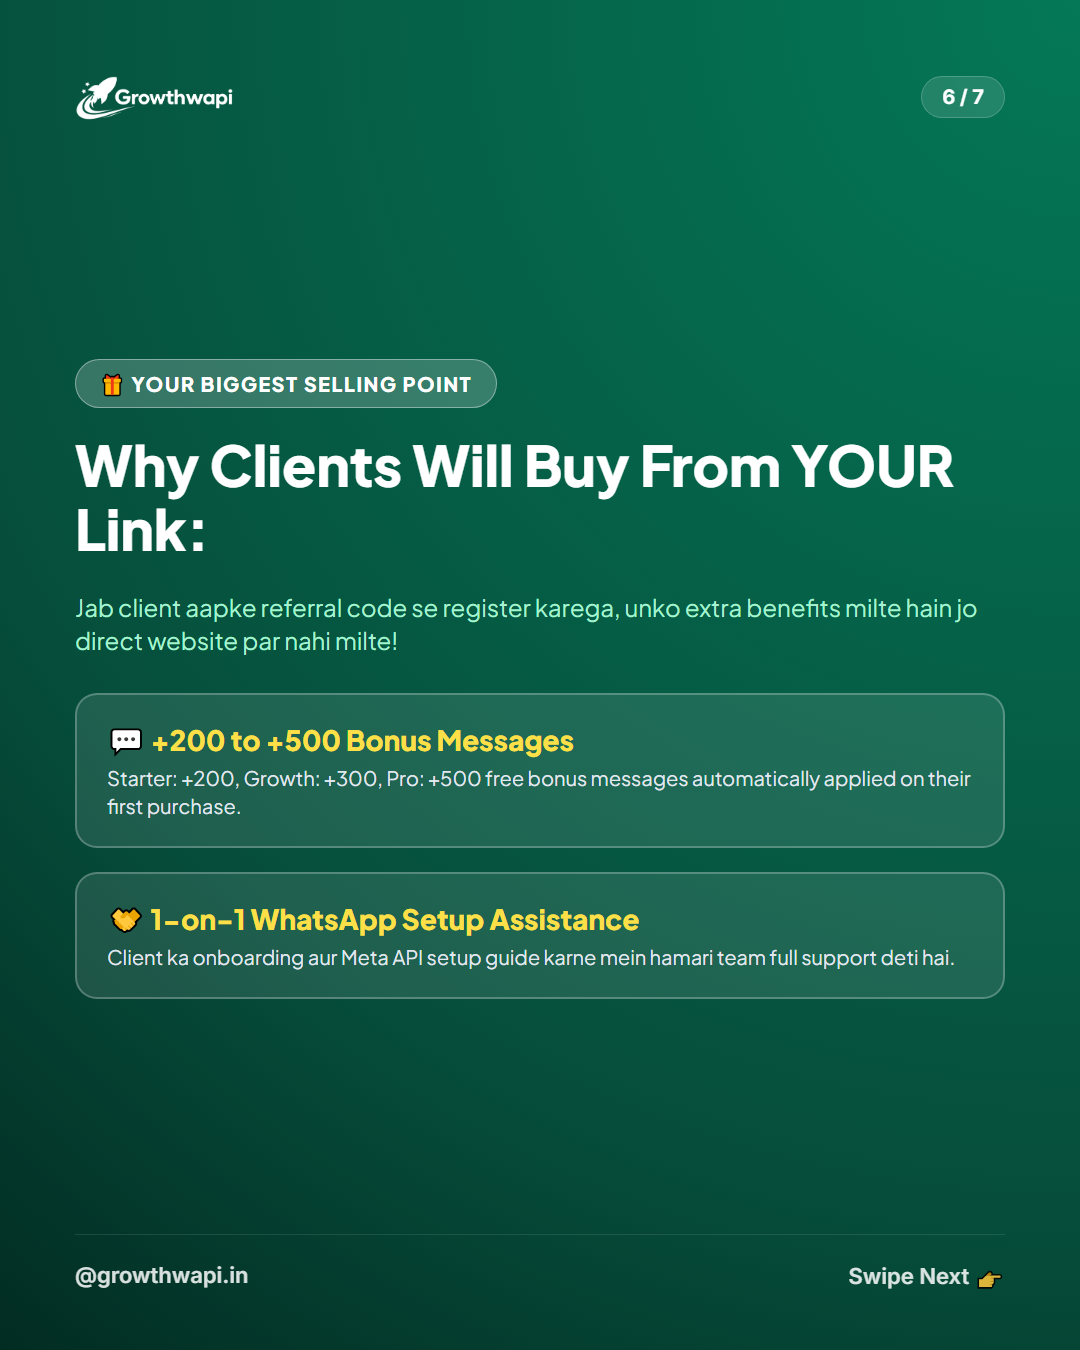 Growthwapi
6 / 7
🎁 YOUR BIGGEST SELLING POINT
Why Clients Will Buy From YOUR
Link:
Jab client aapke referral code se register karega, unko extra benefits milte hain jo
direct website par nahi milte!
💬 +200 to +500 Bonus Messages
Starter: +200, Growth: +300, Pro: +500 free bonus messages automatically applied on their
first purchase.
🤝 1-on-1 WhatsApp Setup Assistance
Client ka onboarding aur Meta API setup guide karne mein hamari team full support deti hai.
@growthwapi.in
Swipe Next 👉